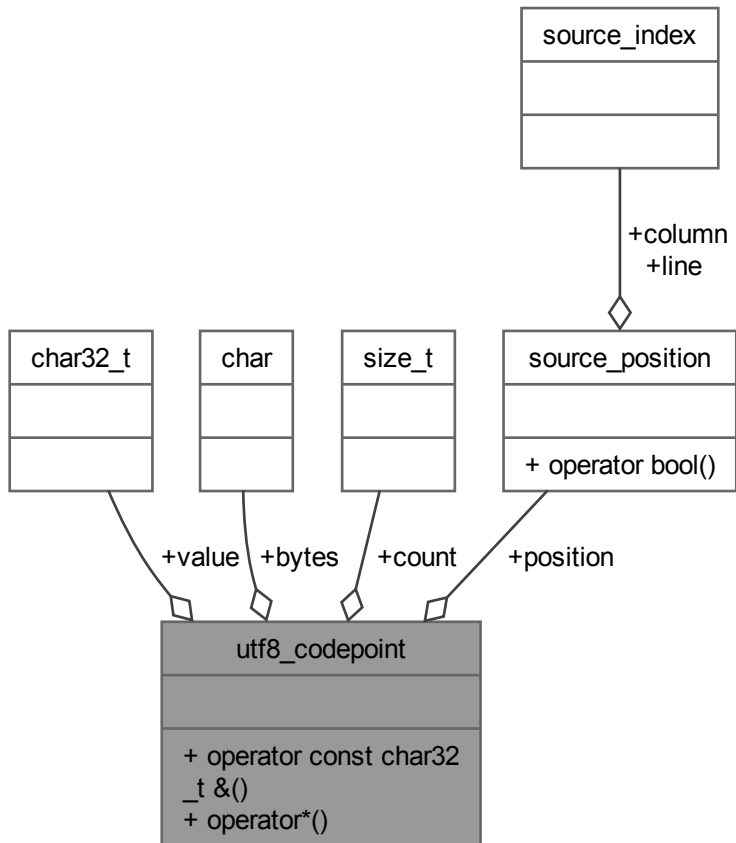 source_index
+column
+line
char32_t
char
size_t
source_position
+ operator bool()
+value
+bytes
+count
+position
utf8_codepoint
+ operator const char32
_t &()
+ operator*()